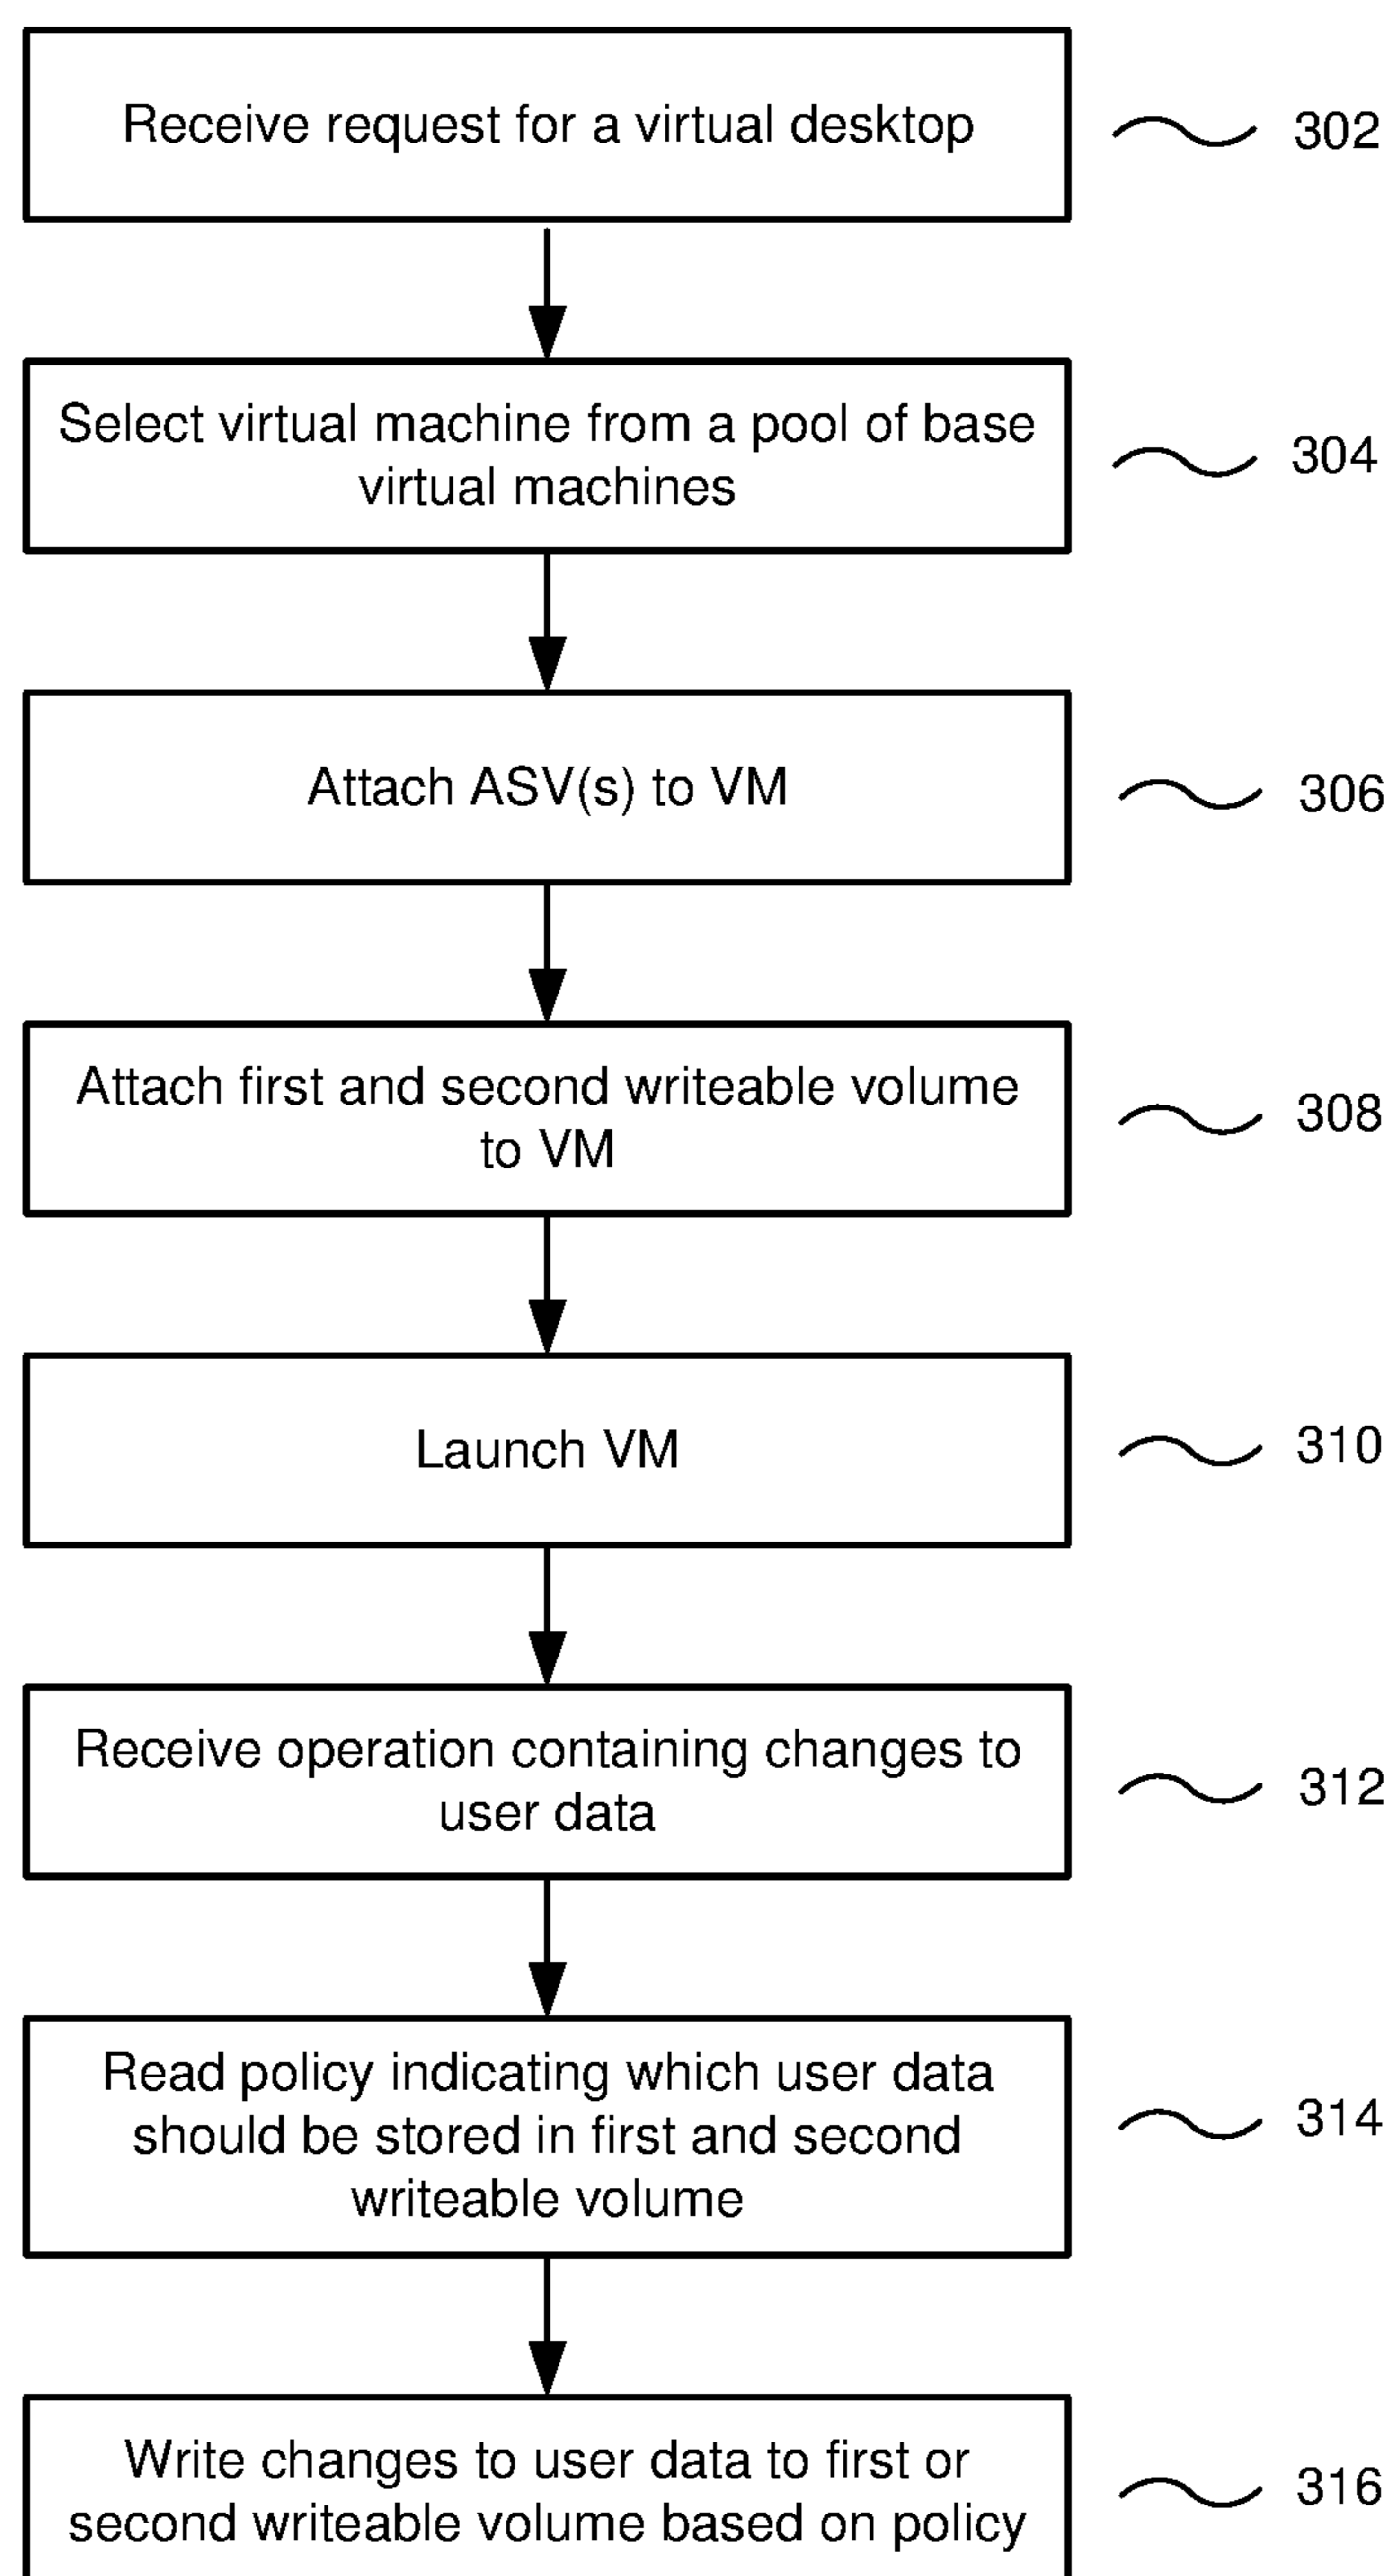 Receive request for a virtual desktop
302
Select virtual machine from a pool of base
virtual machines
304
Attach ASV(s) to VM
306
Attach first and second writeable volume
to VM
308
Launch VM
310
Receive operation containing changes to
user data
312
Read policy indicating which user data
should be stored in first and second
writeable volume
314
Write changes to user data to first or
second writeable volume based on policy
316